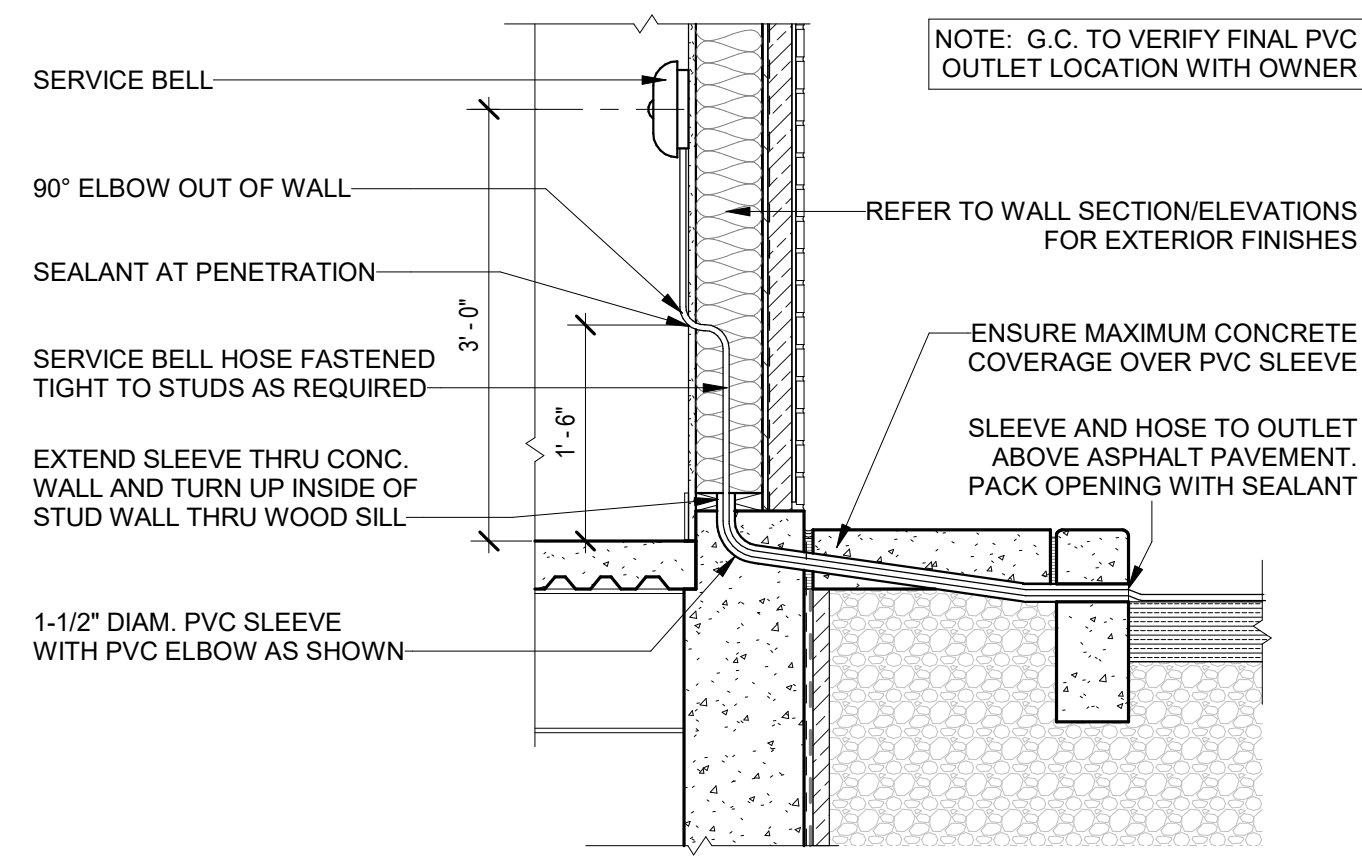 NOTE: G.C. TO VERIFY FINAL PVC
OUTLET LOCATION WITH OWNER
SERVICE BELL
90° ELBOW OUT OF WALL
SEALANT AT PENETRATION
SERVICE BELL HOSE FASTENED
TIGHT TO STUDS AS REQUIRED
EXTEND SLEEVE THRU CONC.
WALL AND TURN UP INSIDE OF
STUD WALL THRU WOOD SILL
1-1/2" DIAM. PVC SLEEVE
WITH PVC ELBOW AS SHOWN
3' - 0"
1' - 6"
REFER TO WALL SECTION/ELEVATIONS
FOR EXTERIOR FINISHES
ENSURE MAXIMUM CONCRETE
COVERAGE OVER PVC SLEEVE
SLEEVE AND HOSE TO OUTLET
ABOVE ASPHALT PAVEMENT.
PACK OPENING WITH SEALANT